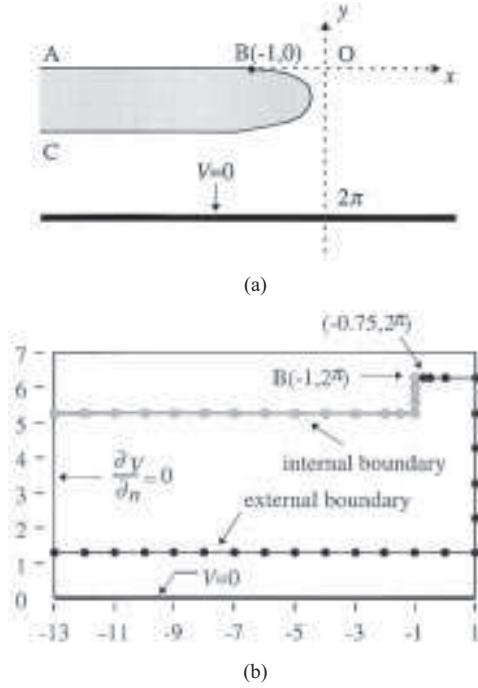 y
A
B(-1,0)
O
x
C
V=0
2π
(a)
(-0.75,2π)
B(-1,2π)
7
6
5
4
3
2
1
0
internal boundary
∂V/∂n=0
external boundary
V=0
-13 -11 -9 -7 -5 -3 -1 1
(b)